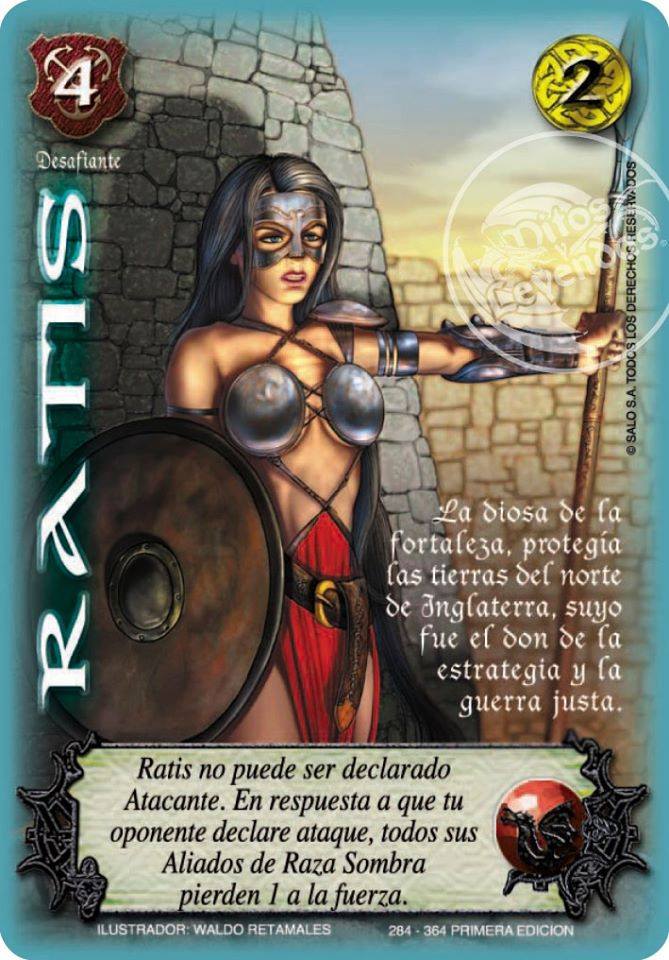 4
2
Desafiante
RATIS
Mitos
y
Leyendas
© SALO S.A. TODOS LOS DERECHOS RESERVADOS
La diosa de la
fortaleza, protegía
las tierras del norte
de Inglaterra, suyo
fue el don de la
estrategia y la
guerra justa.
Ratis no puede ser declarado
Atacante. En respuesta a que tu
oponente declare ataque, todos sus
Aliados de Raza Sombra
pierden 1 a la fuerza.
ILUSTRADOR: WALDO RETAMALES
284 - 364 PRIMERA EDICION